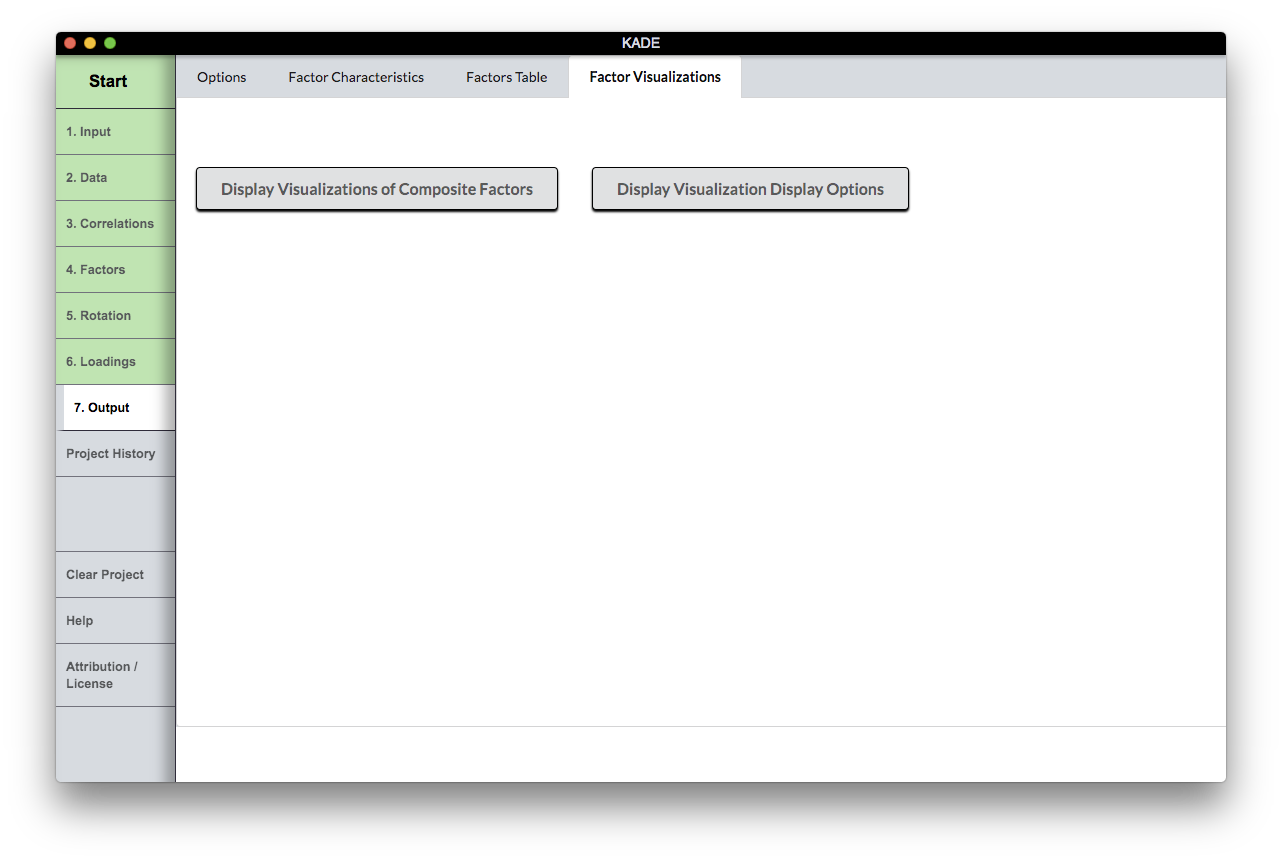 KADE
Start
Options
Factor Characteristics
Factors Table
Factor Visualizations
1. Input
2. Data
3. Correlations
4. Factors
5. Rotation
6. Loadings
7. Output
Project History
Clear Project
Help
Attribution /
License
Display Visualizations of Composite Factors
Display Visualization Display Options